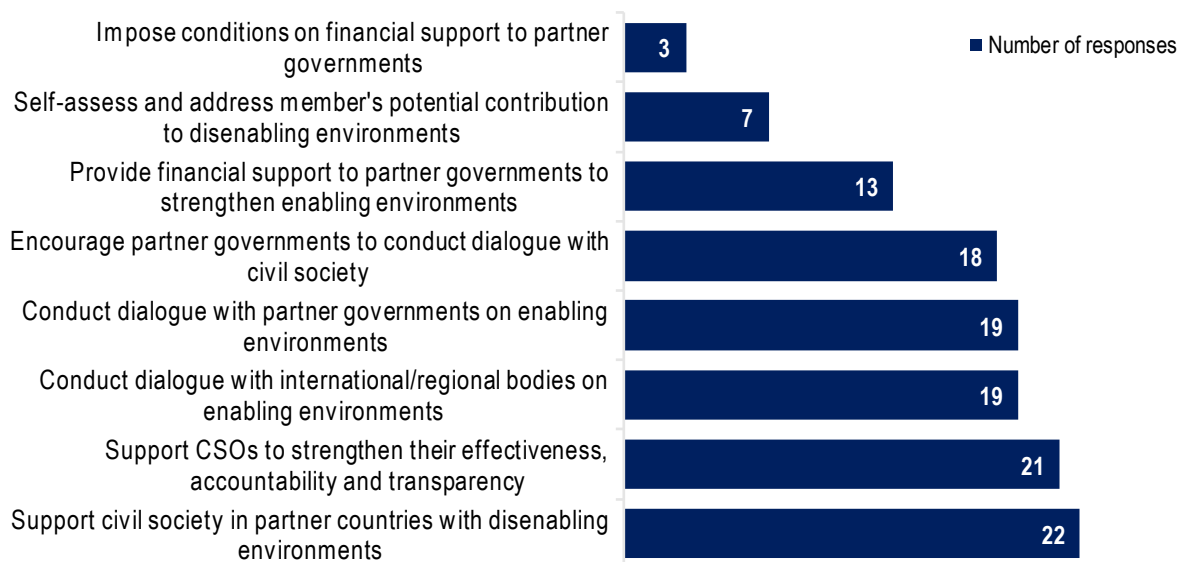 Impose conditions on financial support to partner
governments
3
Number of responses
Self-assess and address member's potential contribution
to disenabling environments
7
Provide financial support to partner governments to
strengthen enabling environments
13
Encourage partner governments to conduct dialogue with
civil society
18
Conduct dialogue with partner governments on enabling
environments
19
Conduct dialogue with international/regional bodies on
enabling environments
19
Support CSOs to strengthen their effectiveness,
accountability and transparency
21
Support civil society in partner countries with disenabling
environments
22